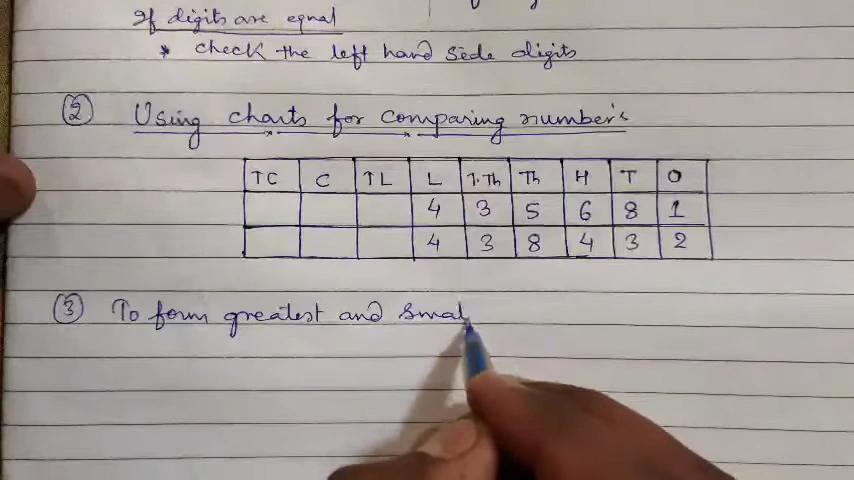 If digits are equal
* check the left hand side digits
② Using charts for comparing number's
TC C TL L T.Th Th H T O
4 3 5 6 8 1
4 3 8 4 3 2
③ To form greatest and smal